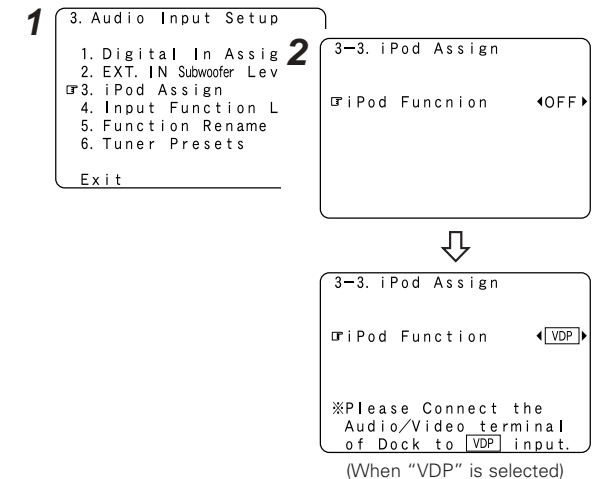 1
3. Audio Input Setup
1. Digital In Assig
2. EXT. IN Subwoofer Lev
☞3. iPod Assign
4. Input Function L
5. Function Rename
6. Tuner Presets
Exit
2
3-3. iPod Assign
☞iPod Funcnion ◀OFF▶
3-3. iPod Assign
☞iPod Function ◀VDP▶
※Please Connect the
Audio/Video terminal
of Dock to VDP input.
(When “VDP” is selected)